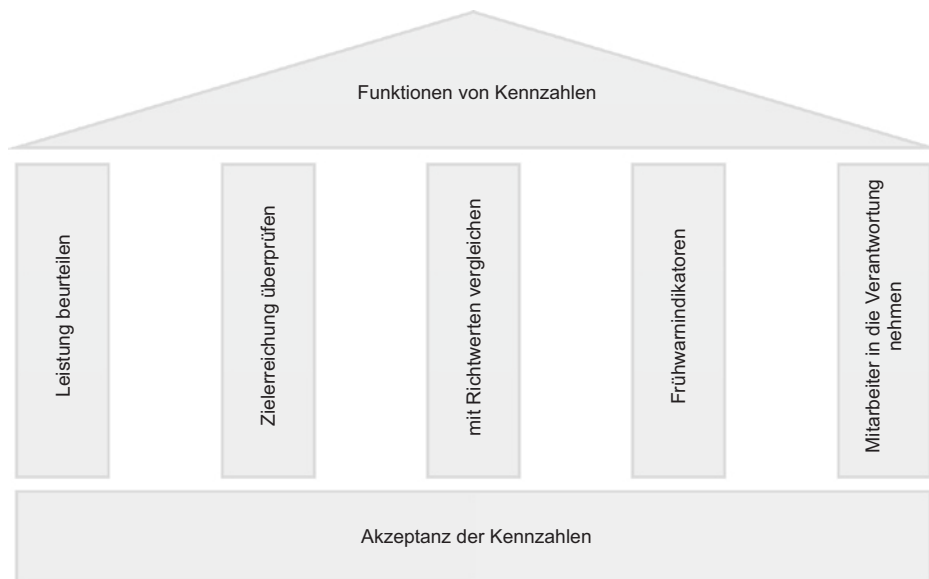 Funktionen von Kennzahlen
Leistung beurteilen
Zielerreichung überprüfen
mit Richtwerten vergleichen
Frühwarnindikatoren
Mitarbeiter in die Verantwortung
nehmen
Akzeptanz der Kennzahlen